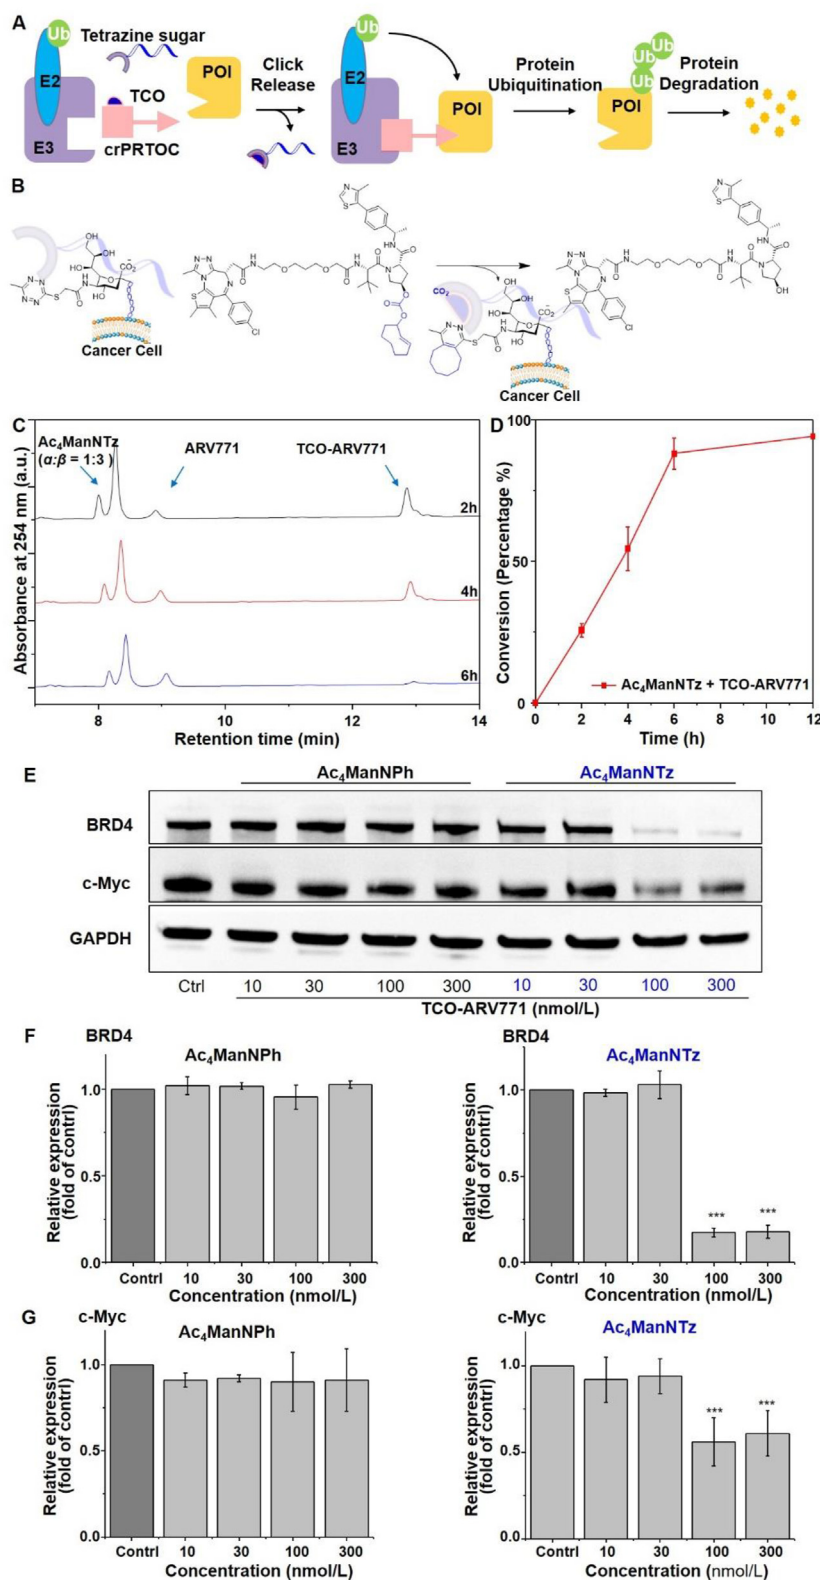 A
Ub
E2
E3
Tetrazine sugar
TCO
crPRTOC
POI
Click
Release
Ub
E2
E3
POI
Protein
Ubiquitination
Ub
Ub
Ub
POI
Protein
Degradation
B
Cancer Cell
CO₂
Cancer Cell
C
Ac₄ManNTz
(α:β = 1:3 )
ARV771
TCO-ARV771
2h
4h
6h
Absorbance at 254 nm (a.u.)
8 10 12 14
Retention time (min)
D
100
50
0
Conversion (Percentage %)
Ac₄ManNTz + TCO-ARV771
0 2 4 6 8 10 12
Time (h)
E
Ac₄ManNPh Ac₄ManNTz
BRD4
c-Myc
GAPDH
Ctrl 10 30 100 300 10 30 100 300
TCO-ARV771 (nmol/L)
F
BRD4
Ac₄ManNPh
Relative expression
(fold of contrl)
1.0
0.5
0.0
Contrl 10 30 100 300
Concentration (nmol/L)
BRD4
Ac₄ManNTz
Relative expression
(fold of contrl)
1.0
0.5
0.0
*** ***
Contrl 10 30 100 300
Concentration (nmol/L)
G
c-Myc
Ac₄ManNPh
Relative expression
(fold of contrl)
1.0
0.5
0.0
Contrl 10 30 100 300
Concentration (nmol/L)
c-Myc
Ac₄ManNTz
Relative expression
(fold of contrl)
1.0
0.5
0.0
*** ***
Contrl 10 30 100 300
Concentration (nmol/L)